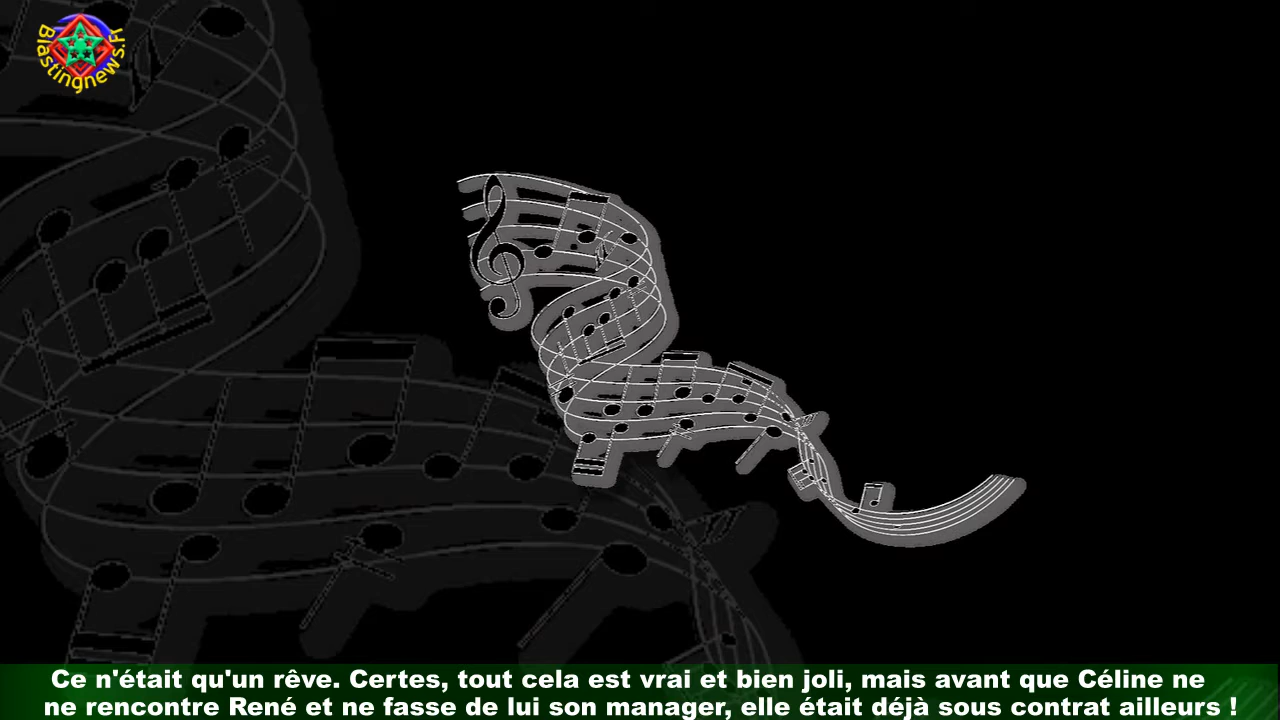 Blastingnews.Fr
Ce n'était qu'un rêve. Certes, tout cela est vrai et bien joli, mais avant que Céline ne
ne rencontre René et ne fasse de lui son manager, elle était déjà sous contrat ailleurs !